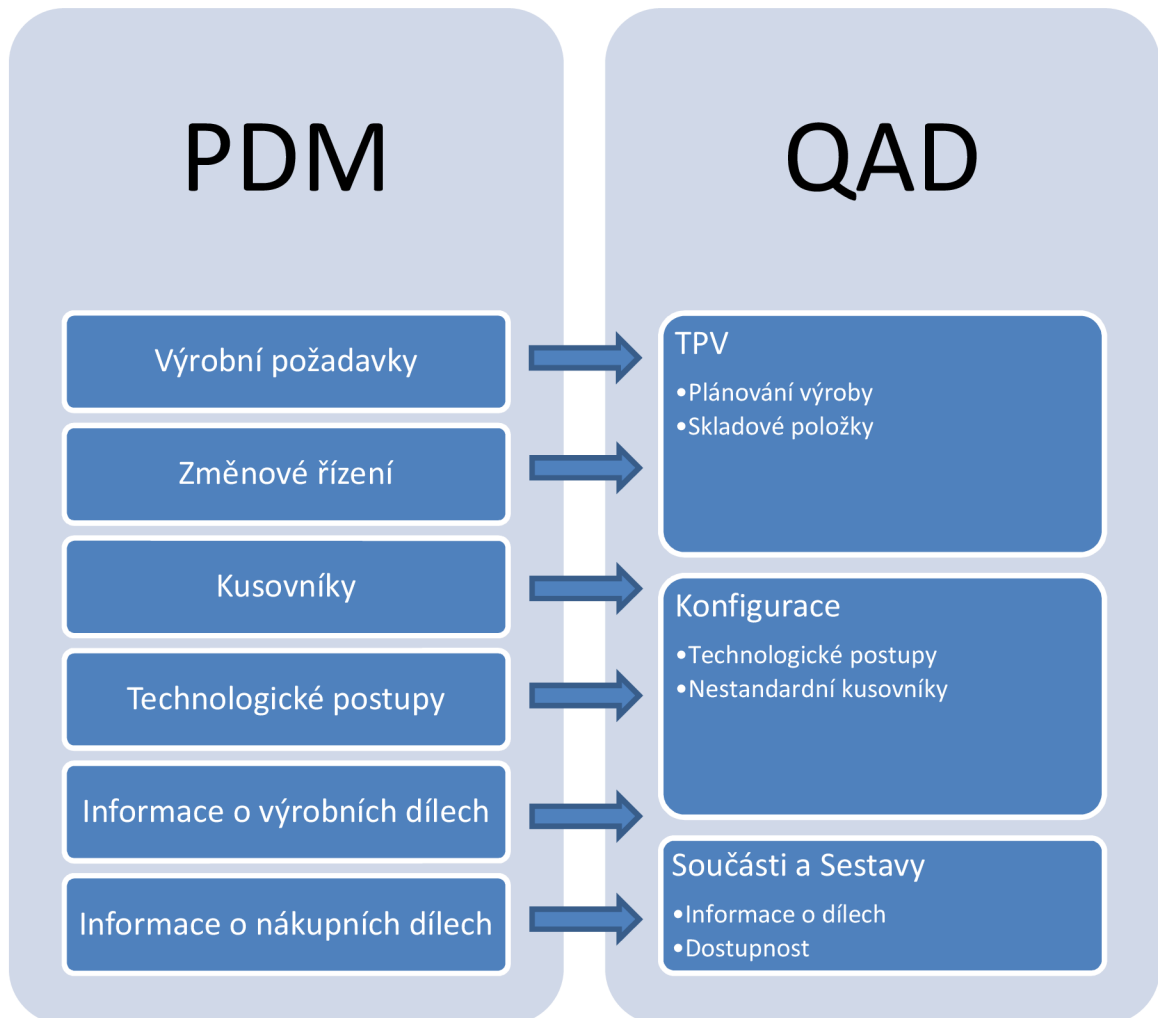 PDM
Výrobní požadavky
Změnové řízení
Kusovníky
Technologické postupy
Informace o výrobních dílech
Informace o nákupních dílech
QAD
TPV
•Plánování výroby
•Skladové položky
Konfigurace
•Technologické postupy
•Nestandardní kusovníky
Součásti a Sestavy
•Informace o dílech
•Dostupnost